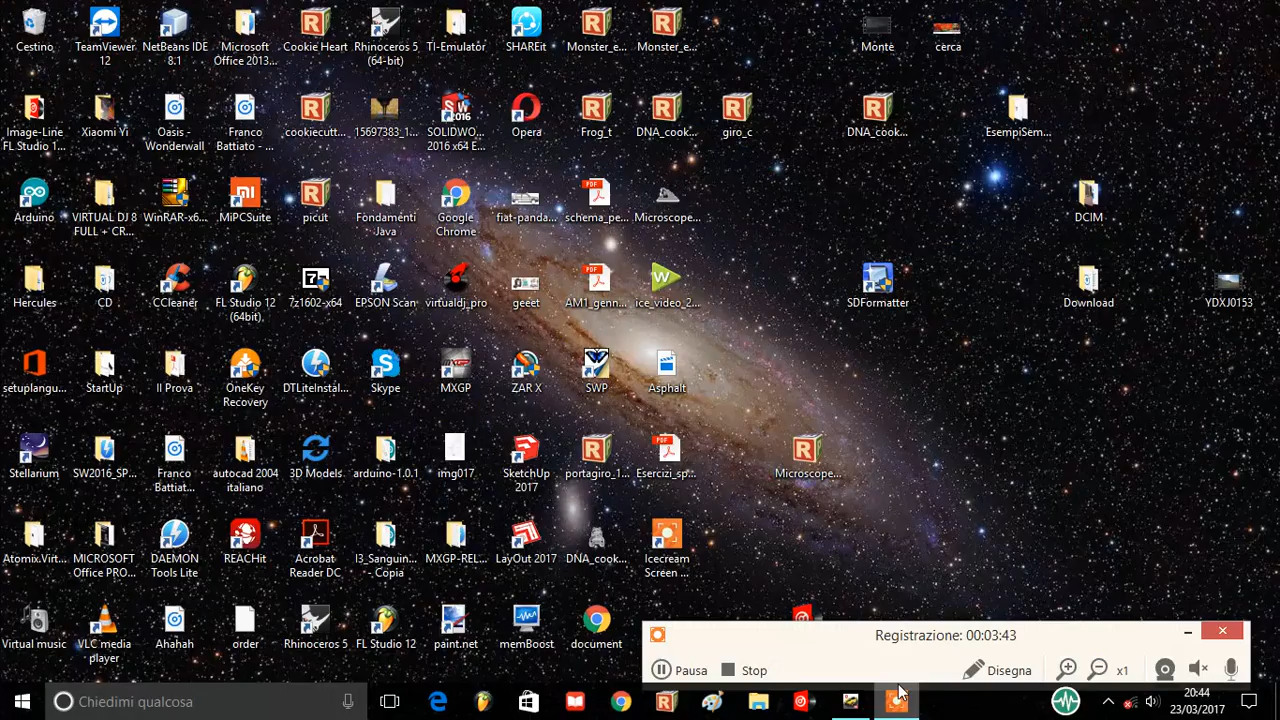 Cestino
TeamViewer
12
NetBeans IDE
8.1
Microsoft
Office 2013...
Cookie Heart
Rhinoceros 5
(64-bit)
TI-Emulator
SHAREit
Monster_e...
Monster_e...
Monte
cerca
Image-Line
FL Studio 1...
Xiaomi Yi
Oasis -
Wonderwall
Franco
Battiato - ...
cookiecutt...
15697383_1...
SOLIDWO...
2016 x64 E...
Opera
Frog_t
DNA_cook...
giro_c
DNA_cook...
EsempiSem...
Arduino
VIRTUAL DJ 8
FULL + CR...
WinRAR-x6...
MiPCSuite
picut
Fondamenti
Java
Google
Chrome
fiat-panda...
schema_pe...
Microscope...
DCIM
Hercules
CD
CCleaner
FL Studio 12
(64bit)
7z1602-x64
EPSON Scan
virtualdj_pro
geeet
AM1_genn...
ice_video_2...
SDFormatter
Download
YDXJ0153
setuplangu...
StartUp
II Prova
OneKey
Recovery
DTLiteInstal...
Skype
MXGP
ZAR X
SWP
Asphalt
Stellarium
SW2016_SP...
Franco
Battiat...
autocad 2004
italiano
3D Models
arduino-1.0.1
img017
SketchUp
2017
portagiro_1...
Esercizi_sp...
Microscope...
Atomix.Virt...
MICROSOFT
Office PRO...
DAEMON
Tools Lite
REACHit
Acrobat
Reader DC
I3_Sanguin...
- Copia
MXGP-REL...
LayOut 2017
DNA_cook...
Icecream
Screen ...
Virtual music
VLC media
player
Ahahah
order
Rhinoceros 5
FL Studio 12
paint.net
memBoost
document
Registrazione: 00:03:43
Pausa
Stop
Disegna
x1
Chiedimi qualcosa
20:44
23/03/2017